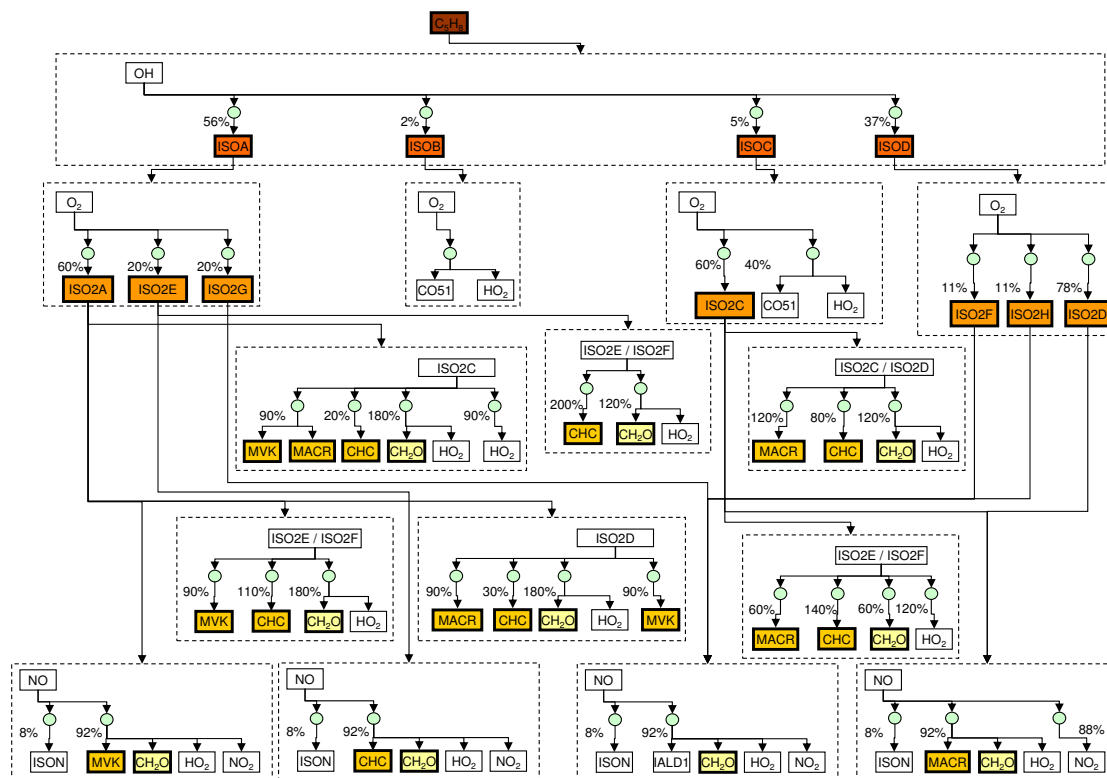 C₅H₈
OH
56%
2%
5%
37%
ISOA
ISOB
ISOC
ISOD
O₂
60%
20%
20%
ISO2A
ISO2E
ISO2G
O₂
CO51
HO₂
O₂
60%
40%
ISO2C
CO51
HO₂
O₂
11%
11%
78%
ISO2F
ISO2H
ISO2D
ISO2C
90%
20%
180%
90%
MVK
MACR
CHC
CH₂O
HO₂
HO₂
ISO2E / ISO2F
200%
120%
CHC
CH₂O
HO₂
ISO2C / ISO2D
120%
80%
120%
MACR
CHC
CH₂O
HO₂
ISO2E / ISO2F
90%
110%
180%
MVK
CHC
CH₂O
HO₂
ISO2D
90%
30%
180%
90%
MACR
CHC
CH₂O
HO₂
MVK
ISO2E / ISO2F
60%
140%
60%
120%
MACR
CHC
CH₂O
HO₂
NO
8%
92%
ISON
MVK
CH₂O
HO₂
NO₂
NO
8%
92%
ISON
CHC
CH₂O
HO₂
NO₂
NO
8%
92%
ISON
IALD1
CH₂O
HO₂
NO₂
NO
8%
92%
88%
ISON
MACR
CH₂O
HO₂
NO₂